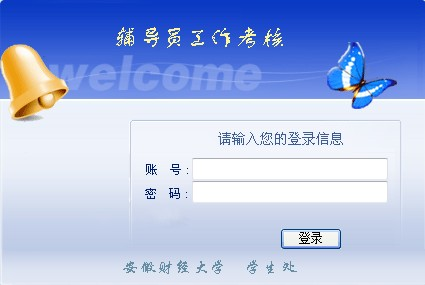 辅导员工作考核
welcome
请输入您的登录信息
账 号:
密 码:
登录
安徽财经大学 学生处